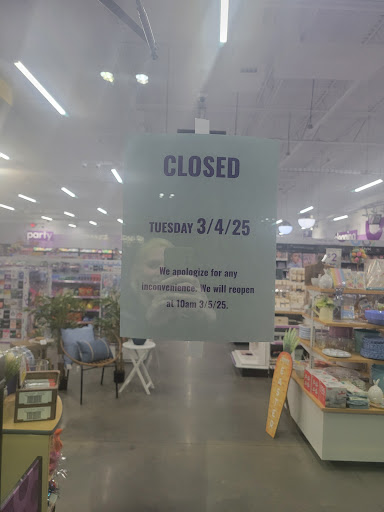 CLOSED
TUESDAY 3/4/25
We apologize for any
inconvenience. We will reopen
at 10am 3/5/25.
party